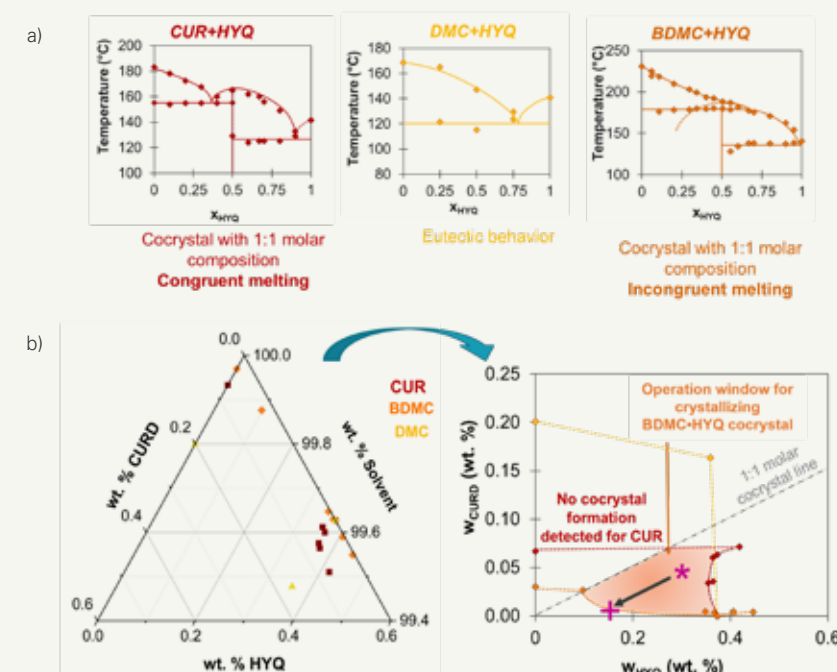 a)
CUR+HYQ
Temperature (°C)
200
180
160
140
120
100
0
0.25
0.5
0.75
1
xHYQ
Cocrystal with 1:1 molar
composition
Congruent melting
DMC+HYQ
Temperature (°C)
180
160
140
120
100
80
0
0.25
0.5
0.75
1
xHYQ
Eutectic behavior
BDMC+HYQ
Temperature (°C)
250
200
150
100
0
0.25
0.5
0.75
1
xHYQ
Cocrystal with 1:1 molar
composition
Incongruent melting
b)
0.0
100.0
0.2
99.8
0.4
99.6
0.6
99.4
0.0
0.2
0.4
0.6
wt. % CURD
wt. % Solvent
wt. % HYQ
CUR
BDMC
DMC
0.25
0.20
0.15
0.10
0.05
0.00
0
0.2
0.4
0.6
wCURD (wt. %)
wHYQ (wt. %)
Operation window for
crystallizing
BDMC•HYQ cocrystal
1:1 molar
cocrystal line
No cocrystal
formation
detected for CUR